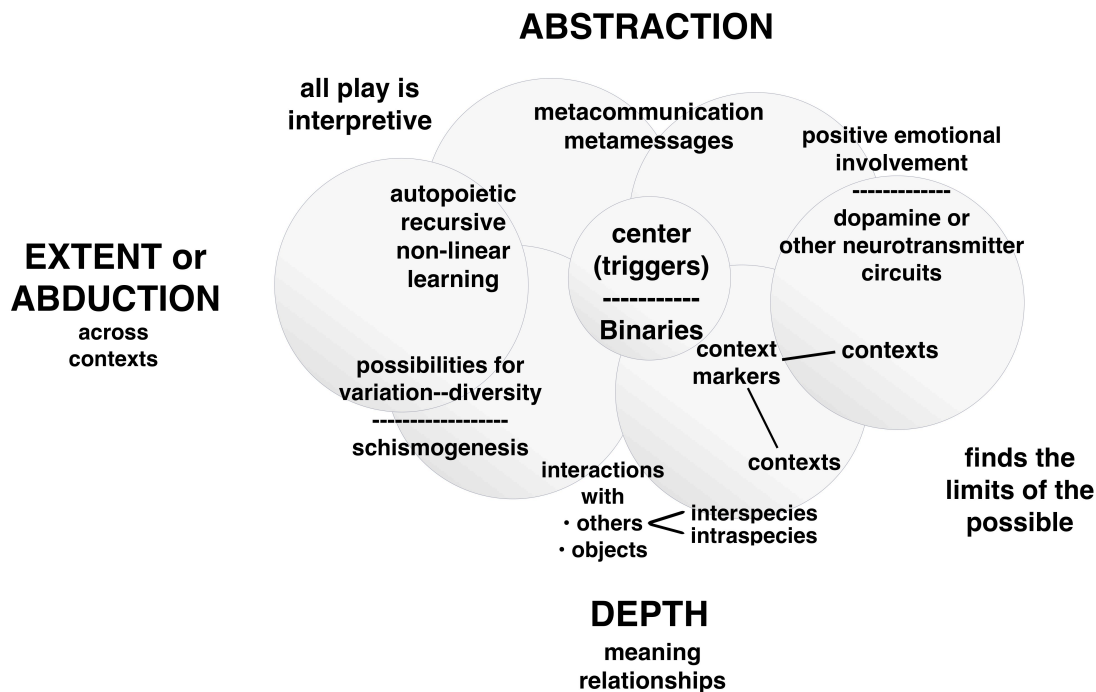 ABSTRACTION
all play is
interpretive
metacommunication
metamessages
positive emotional
involvement
-------------
dopamine or
other neurotransmitter
circuits
autopoietic
recursive
non-linear
learning
center
(triggers)
-----------
Binaries
EXTENT or
ABDUCTION
across
contexts
context
markers
contexts
contexts
possibilities for
variation--diversity
------------------
schismogenesis
interactions
with
· others
· objects
interspecies
intraspecies
finds the
limits of the
possible
DEPTH
meaning
relationships